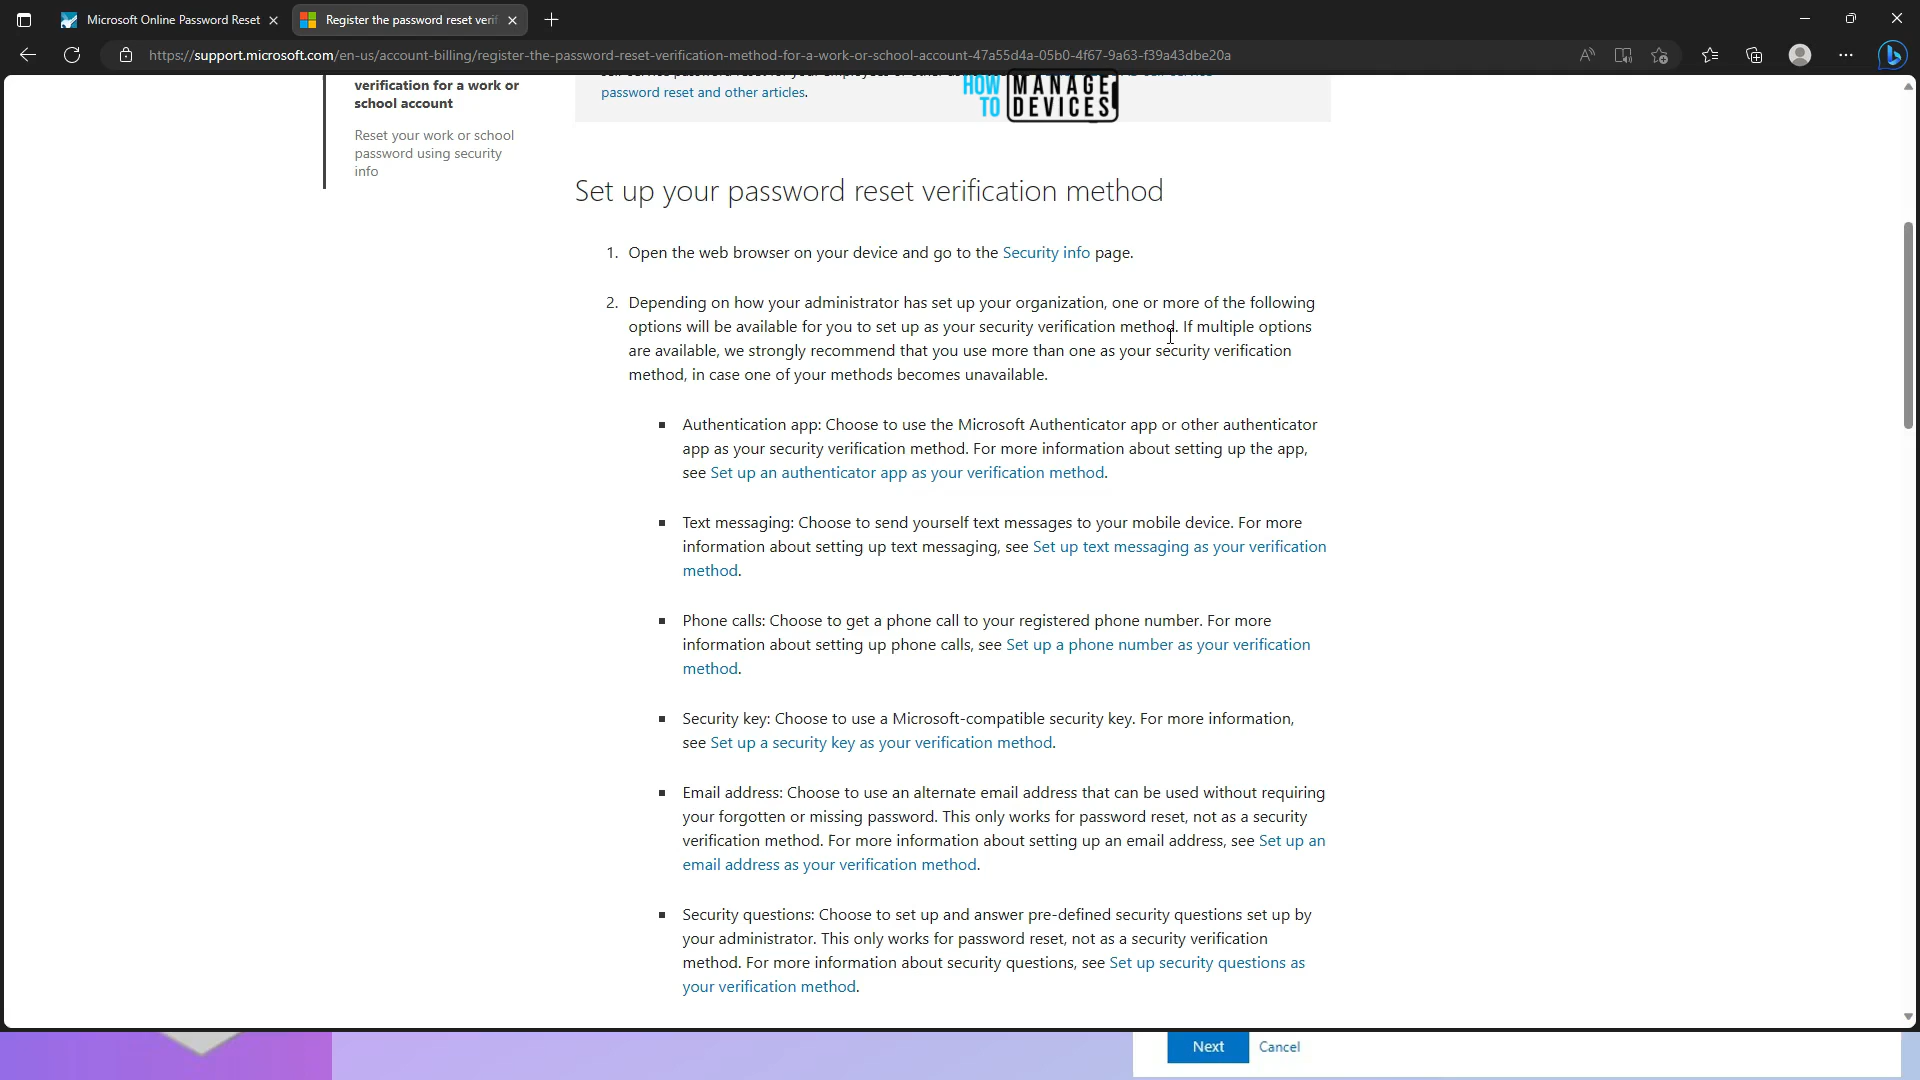 Microsoft Online Password Reset
Register the password reset verif
https://support.microsoft.com/en-us/account-billing/register-the-password-reset-verification-method-for-a-work-or-school-account-47a55d4a-05b0-4f67-9a63-f39a43dbe20a
verification for a work or
school account
Reset your work or school
password using security
info
password reset and other articles.
HOW
TO
MANAGE
DEVICES
Set up your password reset verification method
1. Open the web browser on your device and go to the Security info page.
2. Depending on how your administrator has set up your organization, one or more of the following
options will be available for you to set up as your security verification method. If multiple options
are available, we strongly recommend that you use more than one as your security verification
method, in case one of your methods becomes unavailable.
▪ Authentication app: Choose to use the Microsoft Authenticator app or other authenticator
app as your security verification method. For more information about setting up the app,
see Set up an authenticator app as your verification method.
▪ Text messaging: Choose to send yourself text messages to your mobile device. For more
information about setting up text messaging, see Set up text messaging as your verification
method.
▪ Phone calls: Choose to get a phone call to your registered phone number. For more
information about setting up phone calls, see Set up a phone number as your verification
method.
▪ Security key: Choose to use a Microsoft-compatible security key. For more information,
see Set up a security key as your verification method.
▪ Email address: Choose to use an alternate email address that can be used without requiring
your forgotten or missing password. This only works for password reset, not as a security
verification method. For more information about setting up an email address, see Set up an
email address as your verification method.
▪ Security questions: Choose to set up and answer pre-defined security questions set up by
your administrator. This only works for password reset, not as a security verification
method. For more information about security questions, see Set up security questions as
your verification method.
Next Cancel